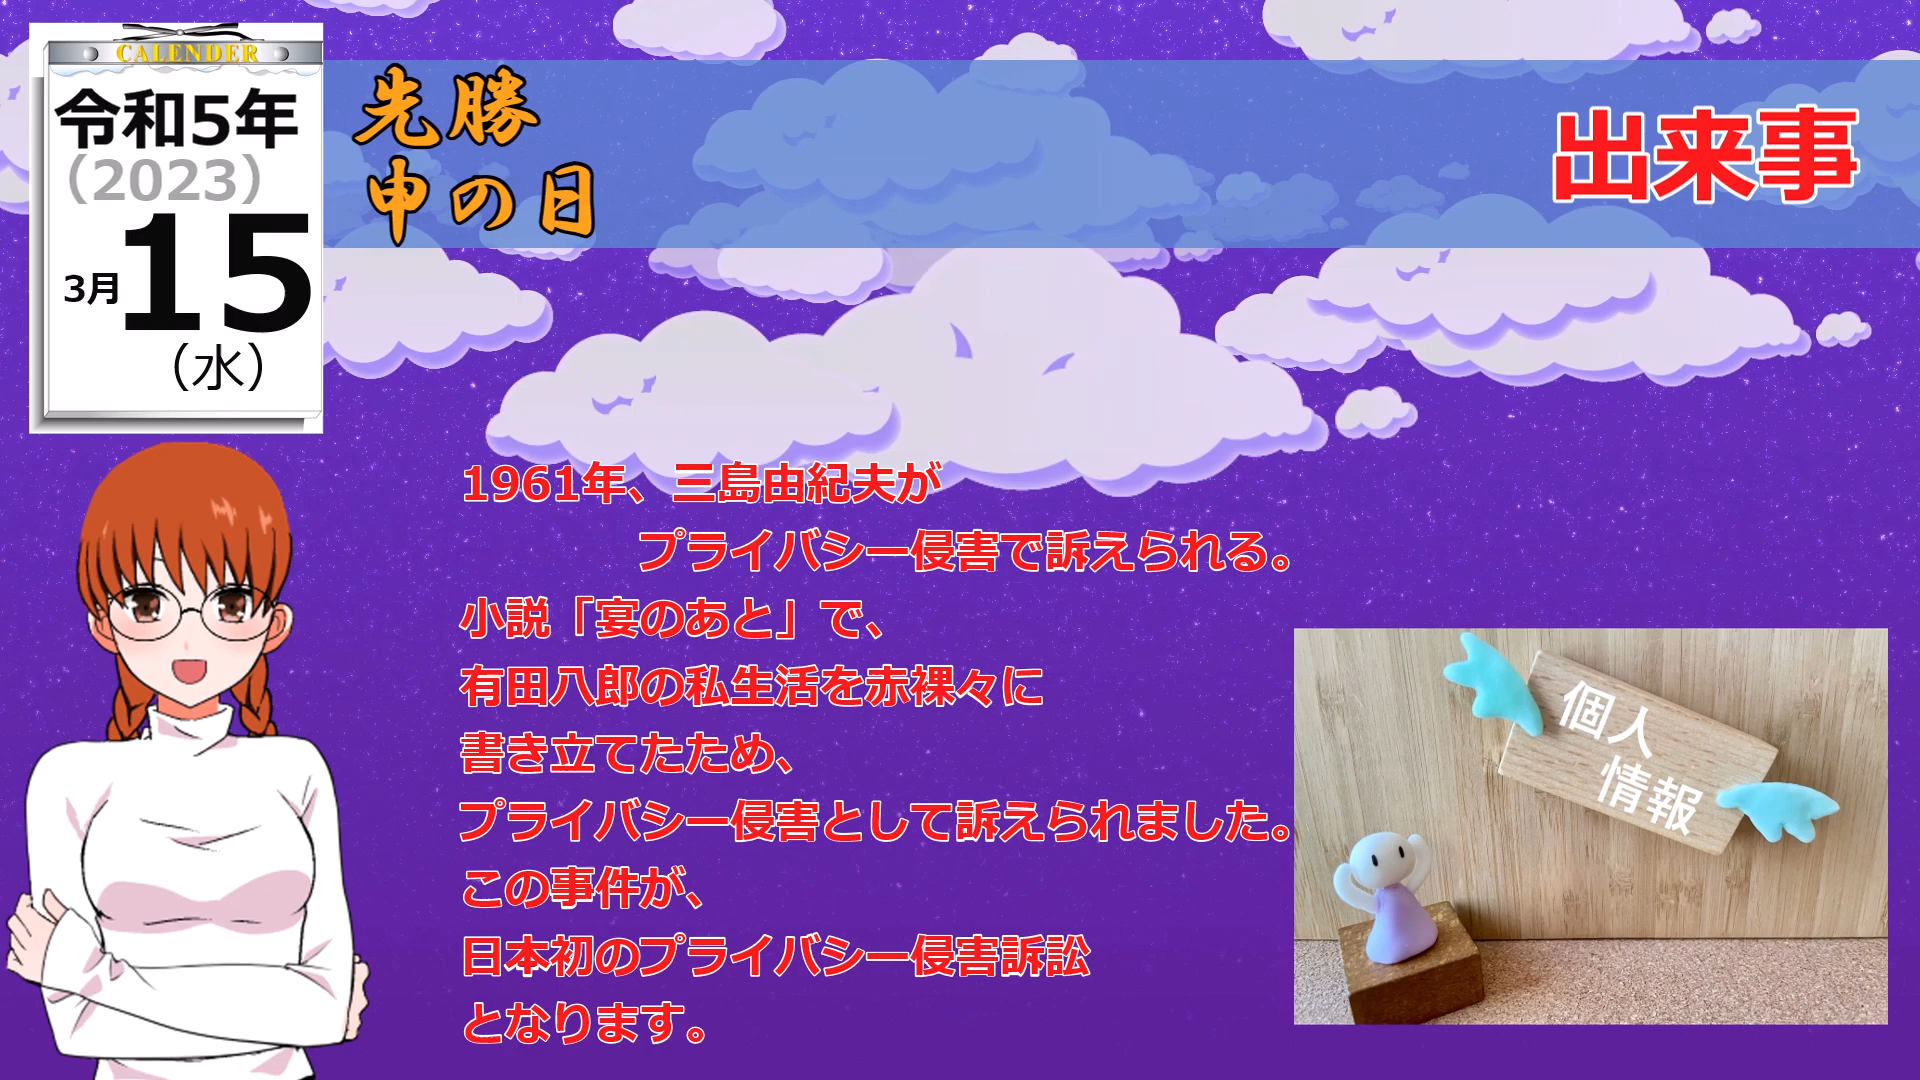 CALENDER
令和5年
（2023）
3月15
（水）
先勝
申の日
出来事
1961年、三島由紀夫が
プライバシー侵害で訴えられる。
小説「宴のあと」で、
有田八郎の私生活を赤裸々に
書き立てたため、
プライバシー侵害として訴えられました。
この事件が、
日本初のプライバシー侵害訴訟
となります。
個人
情報